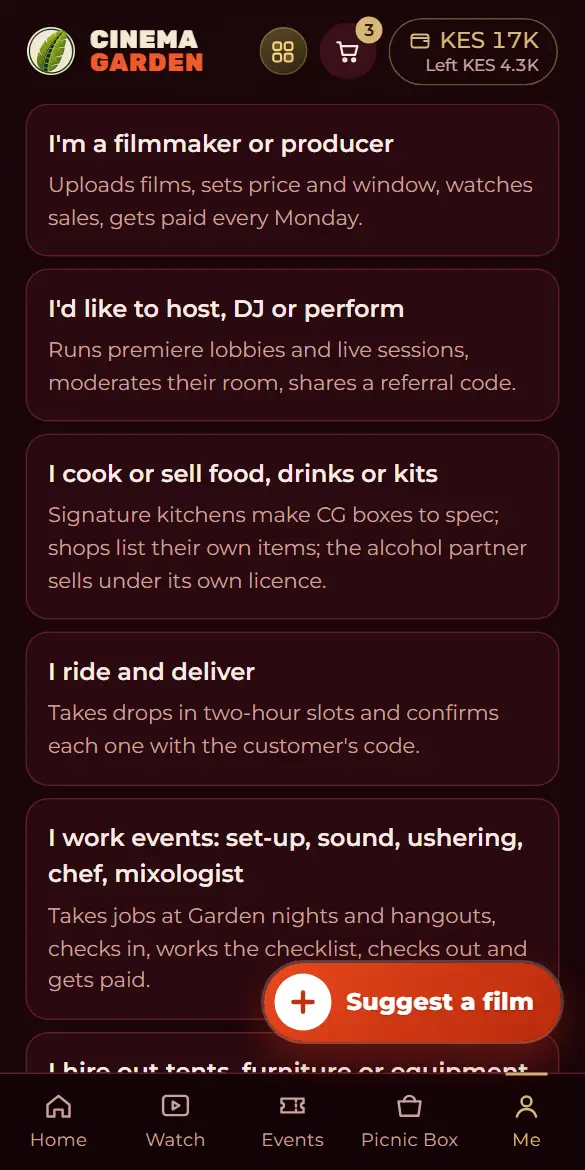 CINEMA
GARDEN
3
KES 17K
Left KES 4.3K
I'm a filmmaker or producer
Uploads films, sets price and window, watches
sales, gets paid every Monday.
I'd like to host, DJ or perform
Runs premiere lobbies and live sessions,
moderates their room, shares a referral code.
I cook or sell food, drinks or kits
Signature kitchens make CG boxes to spec;
shops list their own items; the alcohol partner
sells under its own licence.
I ride and deliver
Takes drops in two-hour slots and confirms
each one with the customer's code.
I work events: set-up, sound, ushering,
chef, mixologist
Takes jobs at Garden nights and hangouts,
checks in, works the checklist, checks out and
gets paid.
Suggest a film
I hire out tents, furniture or equipment
Home
Watch
Events
Picnic Box
Me